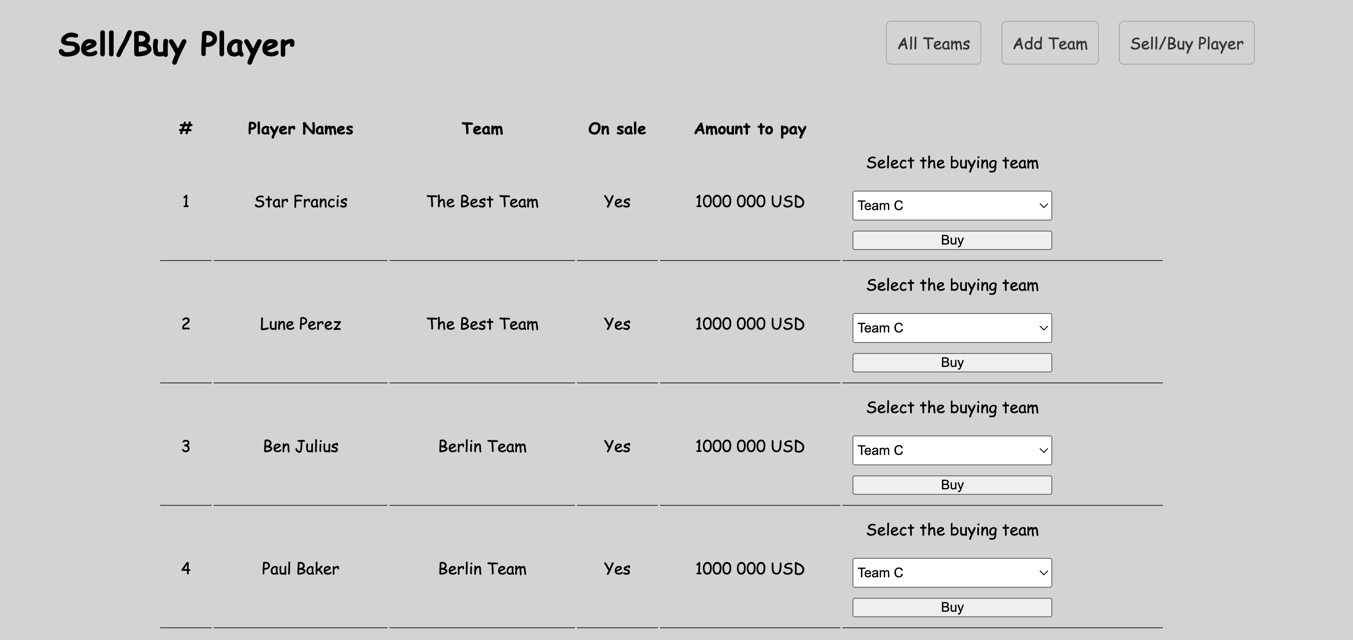 Sell/Buy Player
All Teams Add Team Sell/Buy Player
# Player Names Team On sale Amount to pay
Select the buying team
1 Star Francis The Best Team Yes 1000 000 USD Team C
Buy
Select the buying team
2 Lune Perez The Best Team Yes 1000 000 USD Team C
Buy
Select the buying team
3 Ben Julius Berlin Team Yes 1000 000 USD Team C
Buy
Select the buying team
4 Paul Baker Berlin Team Yes 1000 000 USD Team C
Buy